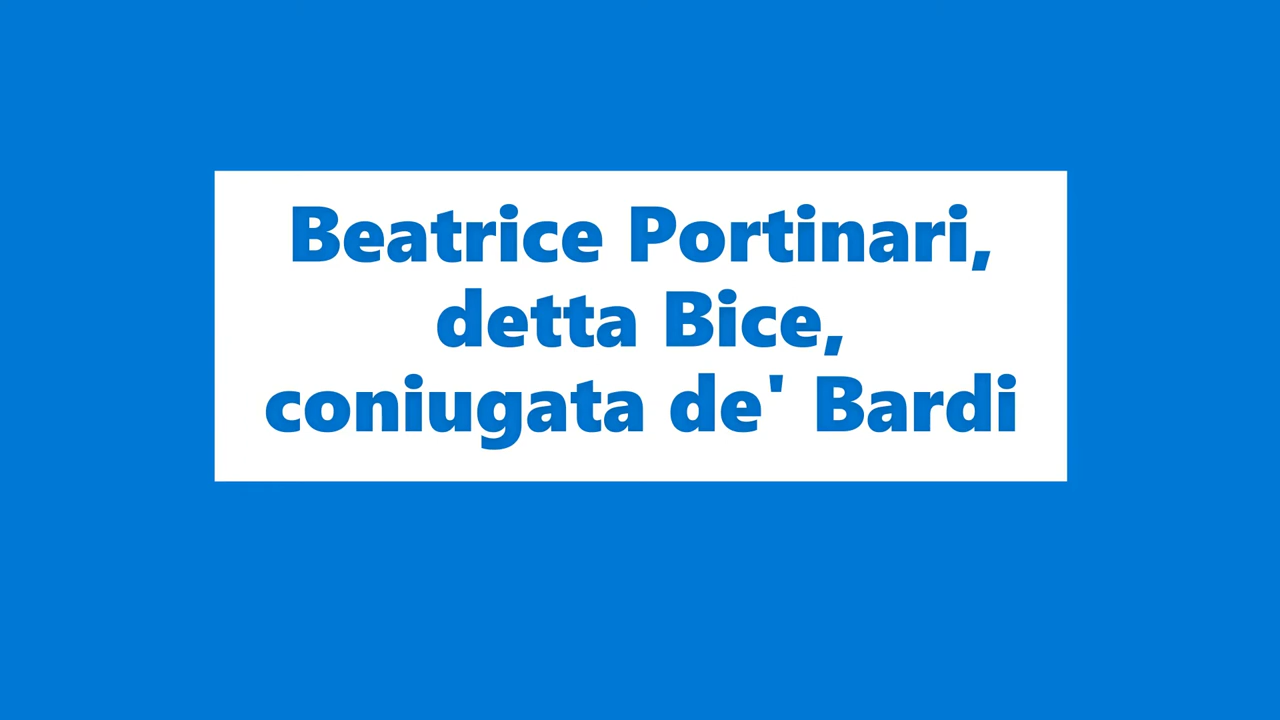 Beatrice Portinari,
detta Bice,
coniugata de' Bardi